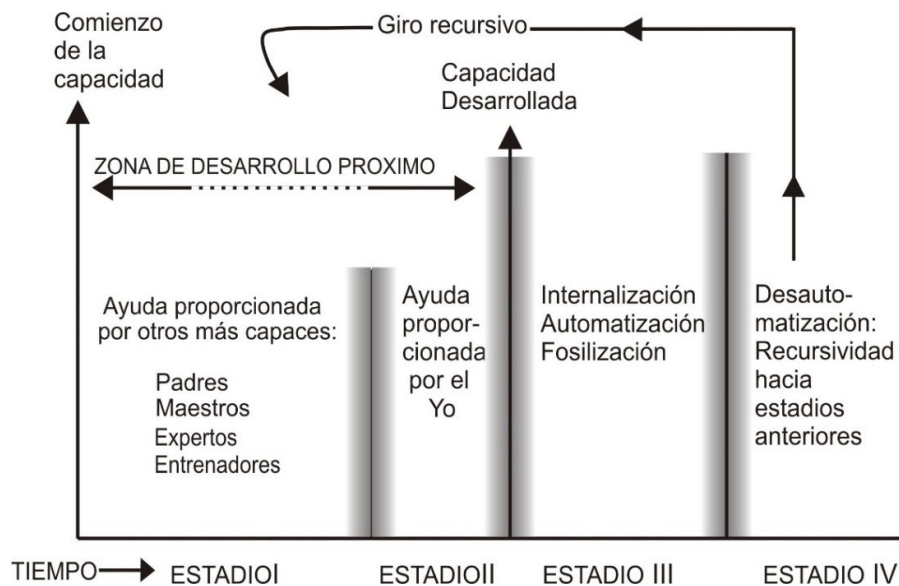 Comienzo
de la
capacidad
Giro recursivo
Capacidad
Desarrollada
ZONA DE DESARROLLO PROXIMO
Ayuda proporcionada
por otros más capaces:
Padres
Maestros
Expertos
Entrenadores
Ayuda
propor-
cionada
por el
Yo
Internalización
Automatización
Fosilización
Desauto-
matización:
Recursividad
hacia
estadios
anteriores
TIEMPO
ESTADIOI
ESTADIOII
ESTADIO III
ESTADIO IV